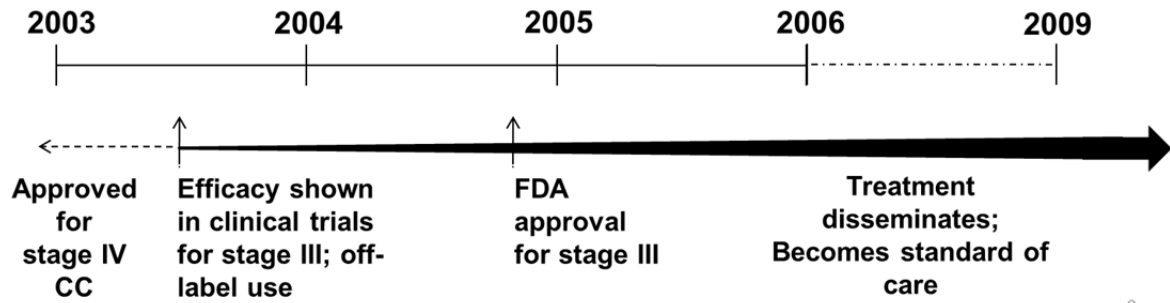 2003 2004 2005 2006 2009
Approved
for
stage IV
CC
Efficacy shown
in clinical trials
for stage III; off-
label use
FDA
approval
for stage III
Treatment
disseminates;
Becomes standard of
care